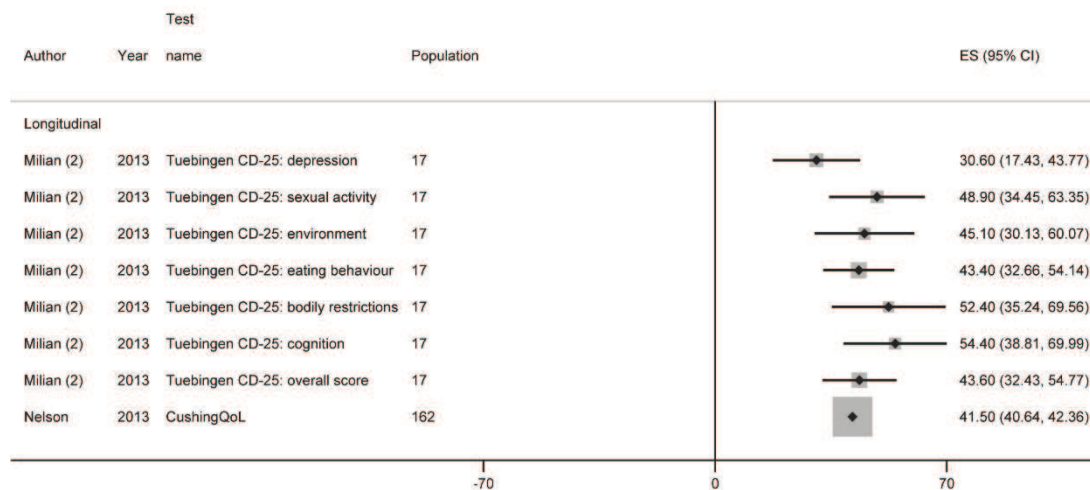 Test
Author Year name Population ES (95% CI)
Longitudinal
Milian (2) 2013 Tuebingen CD-25: depression 17 30.60 (17.43, 43.77)
Milian (2) 2013 Tuebingen CD-25: sexual activity 17 48.90 (34.45, 63.35)
Milian (2) 2013 Tuebingen CD-25: environment 17 45.10 (30.13, 60.07)
Milian (2) 2013 Tuebingen CD-25: eating behaviour 17 43.40 (32.66, 54.14)
Milian (2) 2013 Tuebingen CD-25: bodily restrictions 17 52.40 (35.24, 69.56)
Milian (2) 2013 Tuebingen CD-25: cognition 17 54.40 (38.81, 69.99)
Milian (2) 2013 Tuebingen CD-25: overall score 17 43.60 (32.43, 54.77)
Nelson 2013 CushingQoL 162 41.50 (40.64, 42.36)
-70 0 70